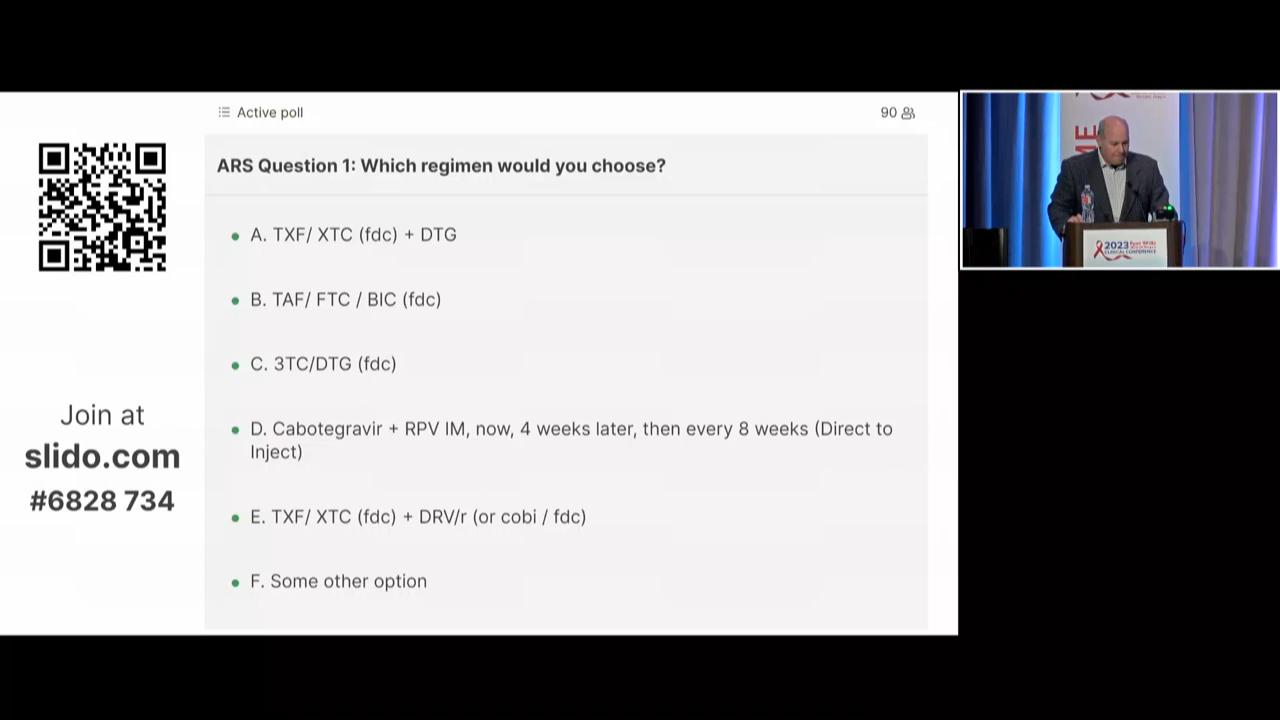 Active poll
90
ARS Question 1: Which regimen would you choose?
A. TXF/ XTC (fdc) + DTG
B. TAF/ FTC / BIC (fdc)
C. 3TC/DTG (fdc)
D. Cabotegravir + RPV IM, now, 4 weeks later, then every 8 weeks (Direct to
Inject)
E. TXF/ XTC (fdc) + DRV/r (or cobi / fdc)
F. Some other option
Join at
slido.com
#6828 734
ME
2023
CLINICAL CONFERENCE